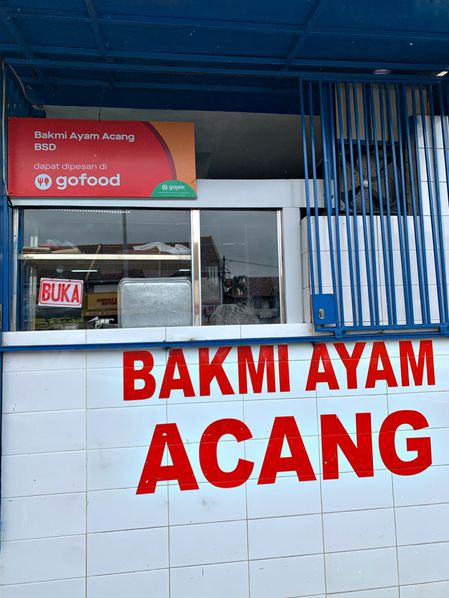 Bakmi Ayam Acang
BSD
dapat dipesan di
gofood
gojek
BUKA
BAKMI AYAM
ACANG